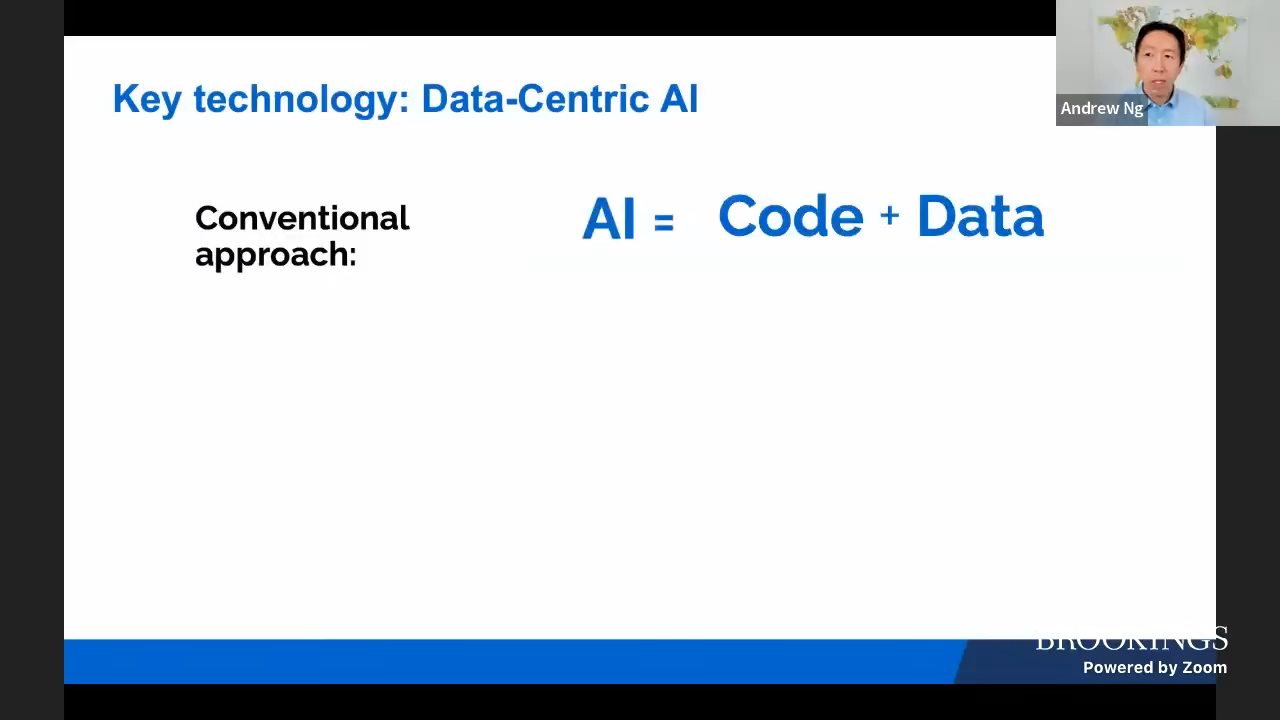 Key technology: Data-Centric AI
Andrew Ng
Conventional
approach:
AI = Code + Data
BROOKINGS
Powered by Zoom